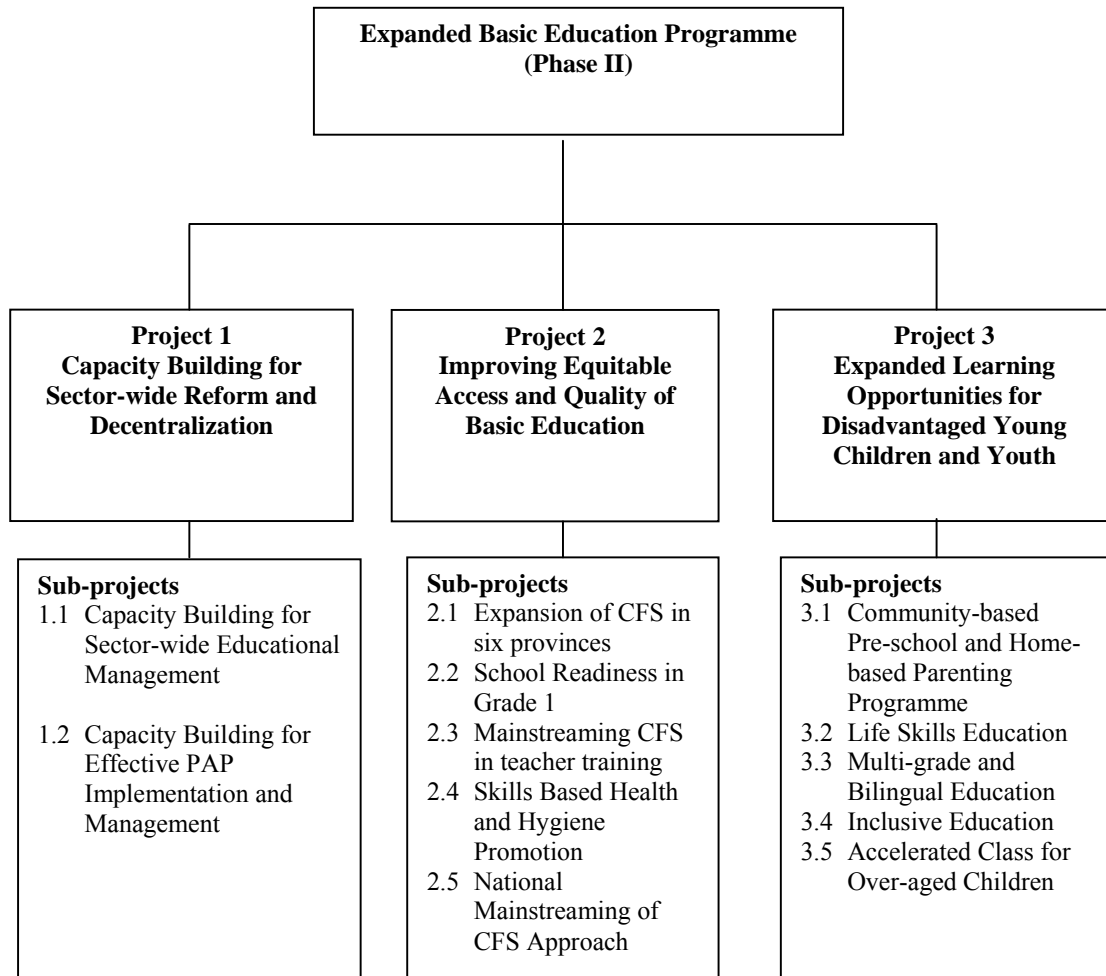 Expanded Basic Education Programme
(Phase II)
Project 1
Capacity Building for
Sector-wide Reform and
Decentralization
Project 2
Improving Equitable
Access and Quality of
Basic Education
Project 3
Expanded Learning
Opportunities for
Disadvantaged Young
Children and Youth
Sub-projects
1.1 Capacity Building for
Sector-wide Educational
Management
1.2 Capacity Building for
Effective PAP
Implementation and
Management
Sub-projects
2.1 Expansion of CFS in
six provinces
2.2 School Readiness in
Grade 1
2.3 Mainstreaming CFS
in teacher training
2.4 Skills Based Health
and Hygiene
Promotion
2.5 National
Mainstreaming of
CFS Approach
Sub-projects
3.1 Community-based
Pre-school and Home-
based Parenting
Programme
3.2 Life Skills Education
3.3 Multi-grade and
Bilingual Education
3.4 Inclusive Education
3.5 Accelerated Class for
Over-aged Children